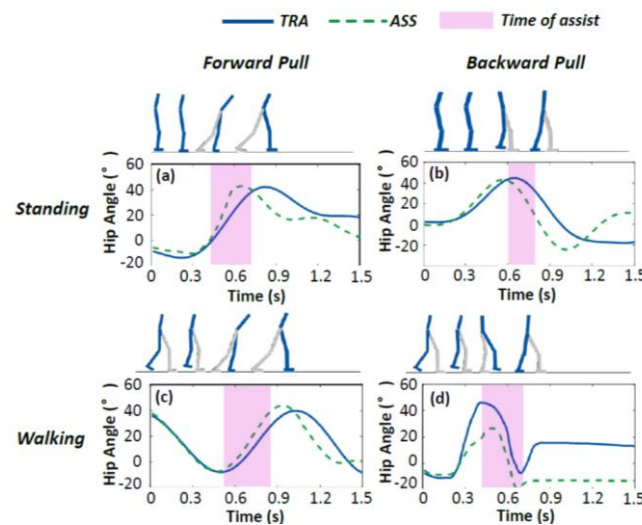 TRA ASS Time of assist
Forward Pull Backward Pull
Standing
Hip Angle (°)
60
40
20
0
-20
(a)
0 0.3 0.6 0.9 1.2 1.5
Time (s)
Hip Angle (°)
60
40
20
0
-20
(b)
0 0.3 0.6 0.9 1.2 1.5
Time (s)
Walking
Hip Angle (°)
60
40
20
0
-20
(c)
0 0.3 0.6 0.9 1.2 1.5
Time (s)
Hip Angle (°)
60
40
20
0
-20
(d)
0 0.3 0.6 0.9 1.2 1.5
Time (s)